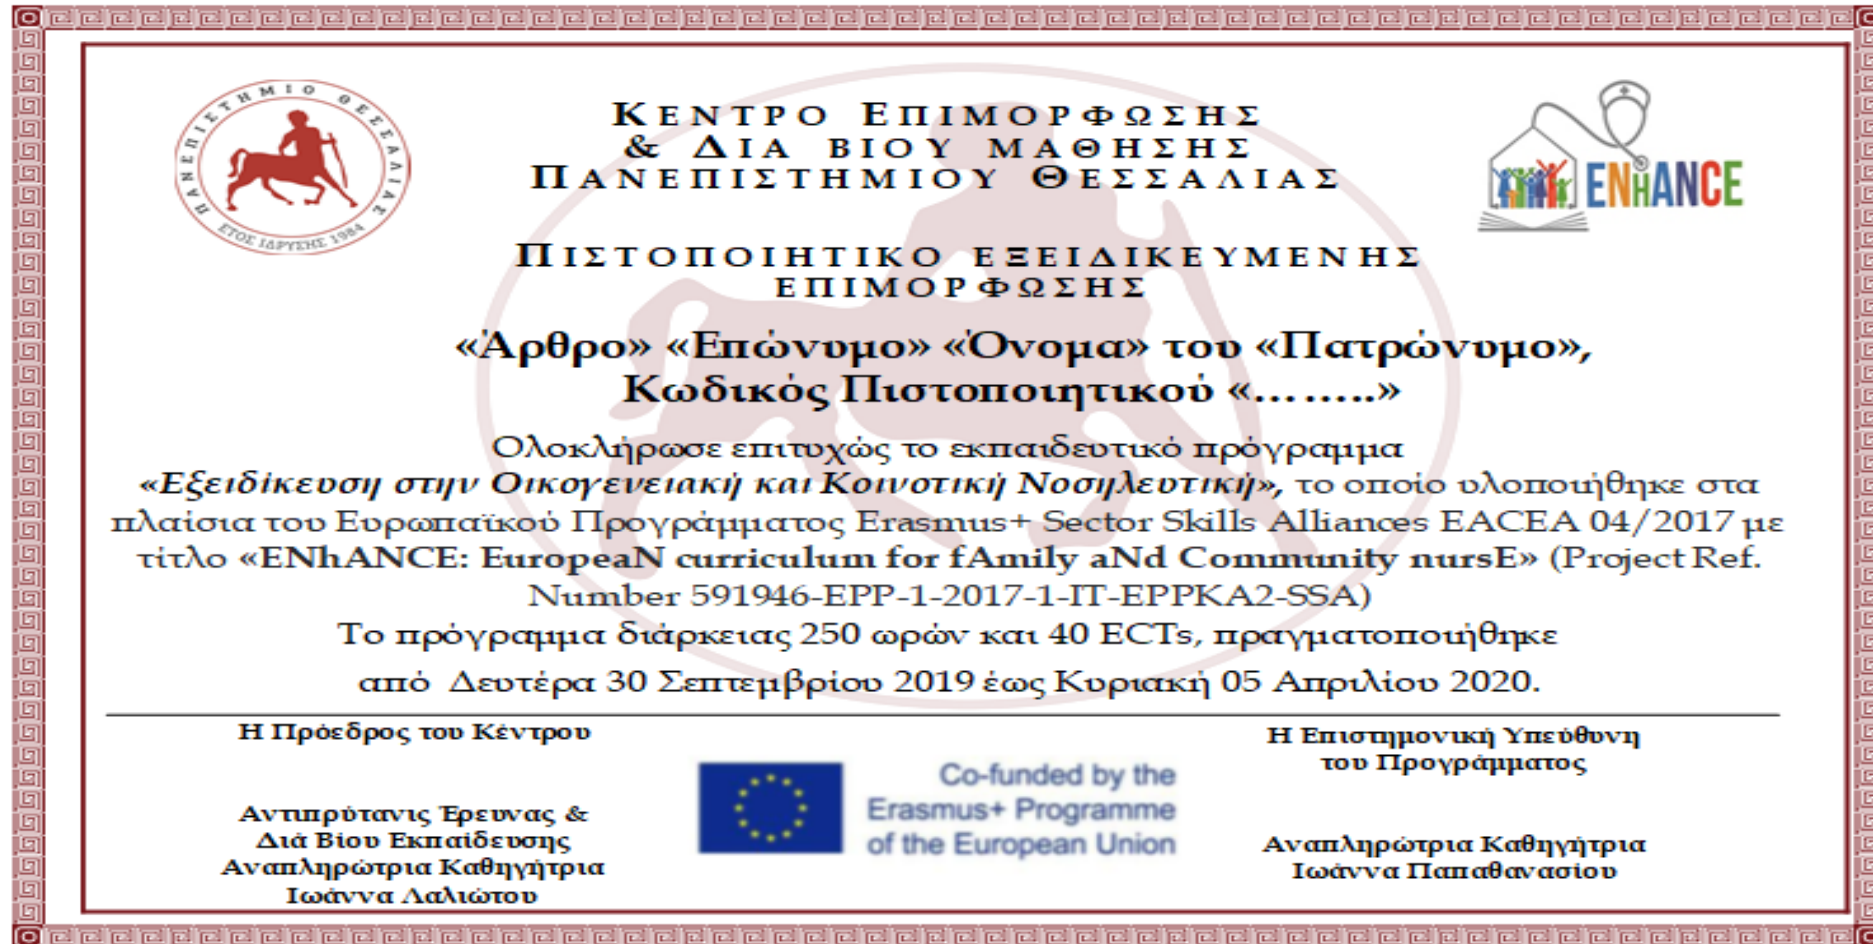 ΠΑΝΕΠΙΣΤΗΜΙΟ ΘΕΣΣΑΛΙΑΣ
ΕΤΟΣ ΙΔΡΥΣΗΣ 1984
ΚΕΝΤΡΟ ΕΠΙΜΟΡΦΩΣΗΣ
& ΔΙΑ ΒΙΟΥ ΜΑΘΗΣΗΣ
ΠΑΝΕΠΙΣΤΗΜΙΟΥ ΘΕΣΣΑΛΙΑΣ
ENhANCE
ΠΙΣΤΟΠΟΙΗΤΙΚΟ ΕΞΕΙΔΙΚΕΥΜΕΝΗΣ
ΕΠΙΜΟΡΦΩΣΗΣ
«Άρθρο» «Επώνυμο» «Όνομα» του «Πατρώνυμο»,
Κωδικός Πιστοποιητικού «……..»
Ολοκλήρωσε επιτυχώς το εκπαιδευτικό πρόγραμμα
«Εξειδίκευση στην Οικογενειακή και Κοινοτική Νοσηλευτική», το οποίο υλοποιήθηκε στα
πλαίσια του Ευρωπαϊκού Προγράμματος Erasmus+ Sector Skills Alliances EACEA 04/2017 με
τίτλο «ENhANCE: EuropeaN curriculum for fAmily aNd Community nursE» (Project Ref.
Number 591946-EPP-1-2017-1-IT-EPPKA2-SSA)
Το πρόγραμμα διάρκειας 250 ωρών και 40 ECTs, πραγματοποιήθηκε
από Δευτέρα 30 Σεπτεμβρίου 2019 έως Κυριακή 05 Απριλίου 2020.
Η Πρόεδρος του Κέντρου
Αντιπρύτανις Έρευνας &
Διά Βίου Εκπαίδευσης
Αναπληρώτρια Καθηγήτρια
Ιωάννα Λαλιώτου
Co-funded by the
Erasmus+ Programme
of the European Union
Η Επιστημονική Υπεύθυνη
του Προγράμματος
Αναπληρώτρια Καθηγήτρια
Ιωάννα Παπαθανασίου